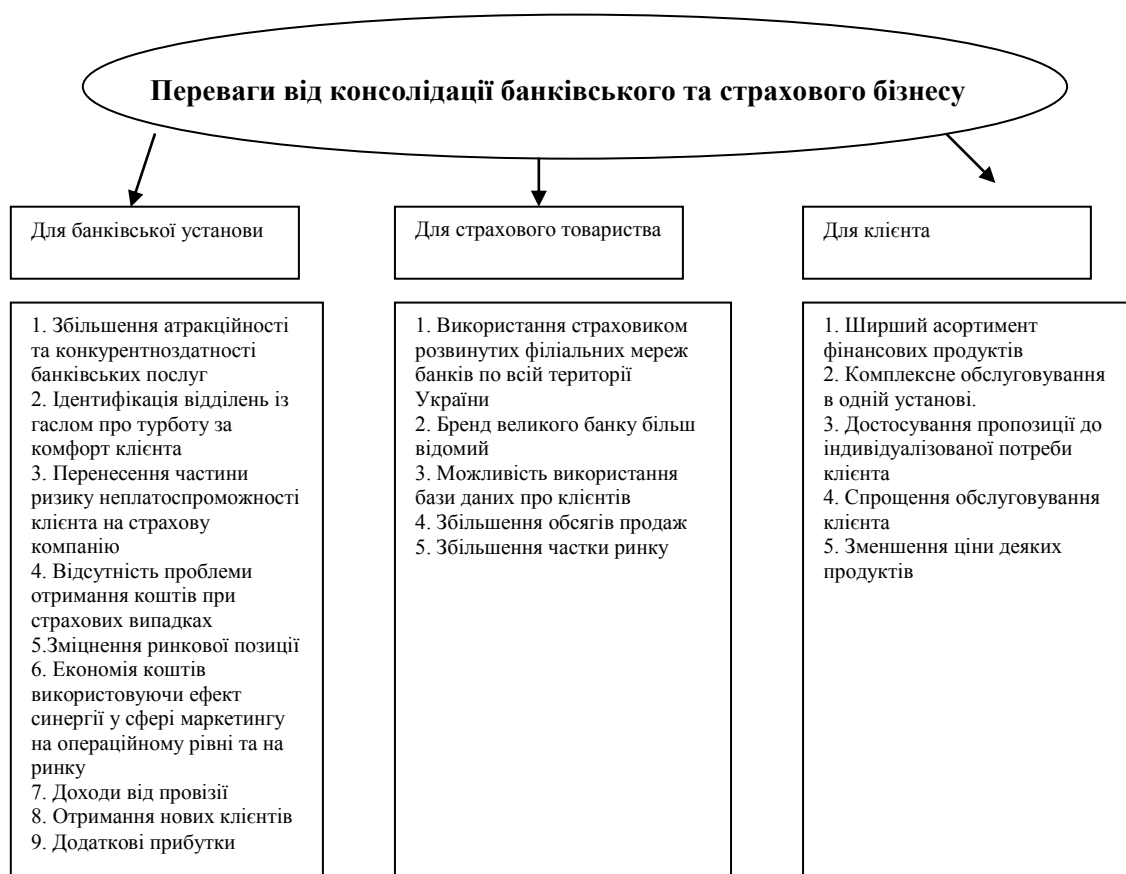 Переваги від консолідації банківського та страхового бізнесу
Для банківської установи
Для страхового товариства
Для клієнта
1. Збільшення атракційності
та конкурентноздатності
банківських послуг
2. Ідентифікація відділень із
гаслом про турботу за
комфорт клієнта
3. Перенесення частини
ризику неплатоспроможності
клієнта на страхову
компанію
4. Відсутність проблеми
отримання коштів при
страхових випадках
5.Зміцнення ринкової позиції
6. Економія коштів
використовуючи ефект
синергії у сфері маркетингу
на операційному рівні та на
ринку
7. Доходи від провізії
8. Отримання нових клієнтів
9. Додаткові прибутки
1. Використання страховиком
розвинутих філіальних мереж
банків по всій території
України
2. Бренд великого банку більш
відомий
3. Можливість використання
бази даних про клієнтів
4. Збільшення обсягів продаж
5. Збільшення частки ринку
1. Ширший асортимент
фінансових продуктів
2. Комплексне обслуговування
в одній установі.
3. Достосування пропозиції до
індивідуалізованої потреби
клієнта
4. Спрощення обслуговування
клієнта
5. Зменшення ціни деяких
продуктів